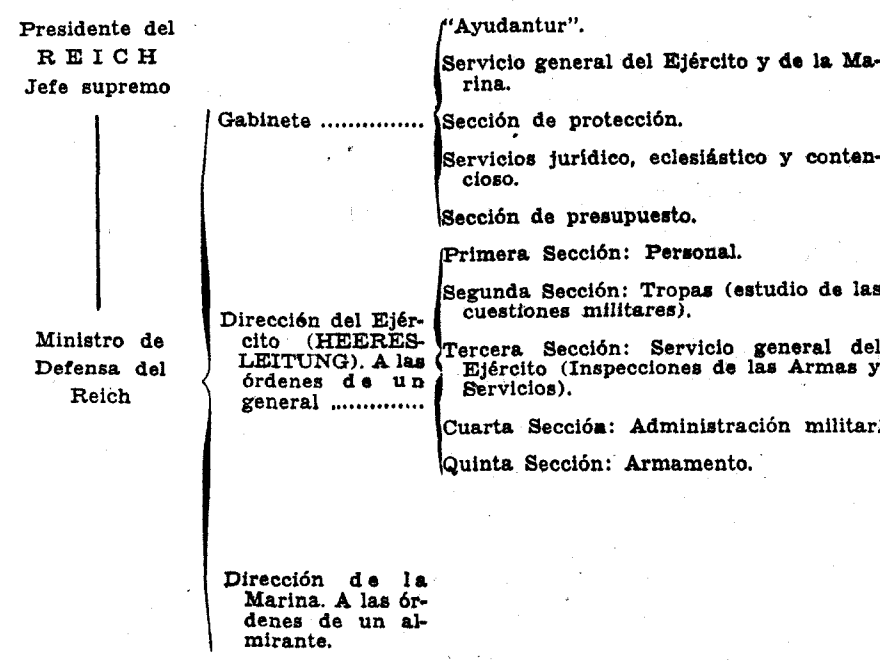 Presidente del
REICH
Jefe supremo
Ministro de
Defensa del
Reich
Gabinete ...............
"Ayudantur".
Servicio general del Ejército y de la Ma-
rina.
Sección de protección.
Servicios jurídico, eclesiástico y conten-
cioso.
Sección de presupuesto.
Dirección del Ejér-
cito (HEERES-
LEITUNG). A las
órdenes de un
general ..............
Primera Sección: Personal.
Segunda Sección: Tropas (estudio de las
cuestiones militares).
Tercera Sección: Servicio general del
Ejército (Inspecciones de las Armas y
Servicios).
Cuarta Sección: Administración militar.
Quinta Sección: Armamento.
Dirección de la
Marina. A las ór-
denes de un al-
mirante.